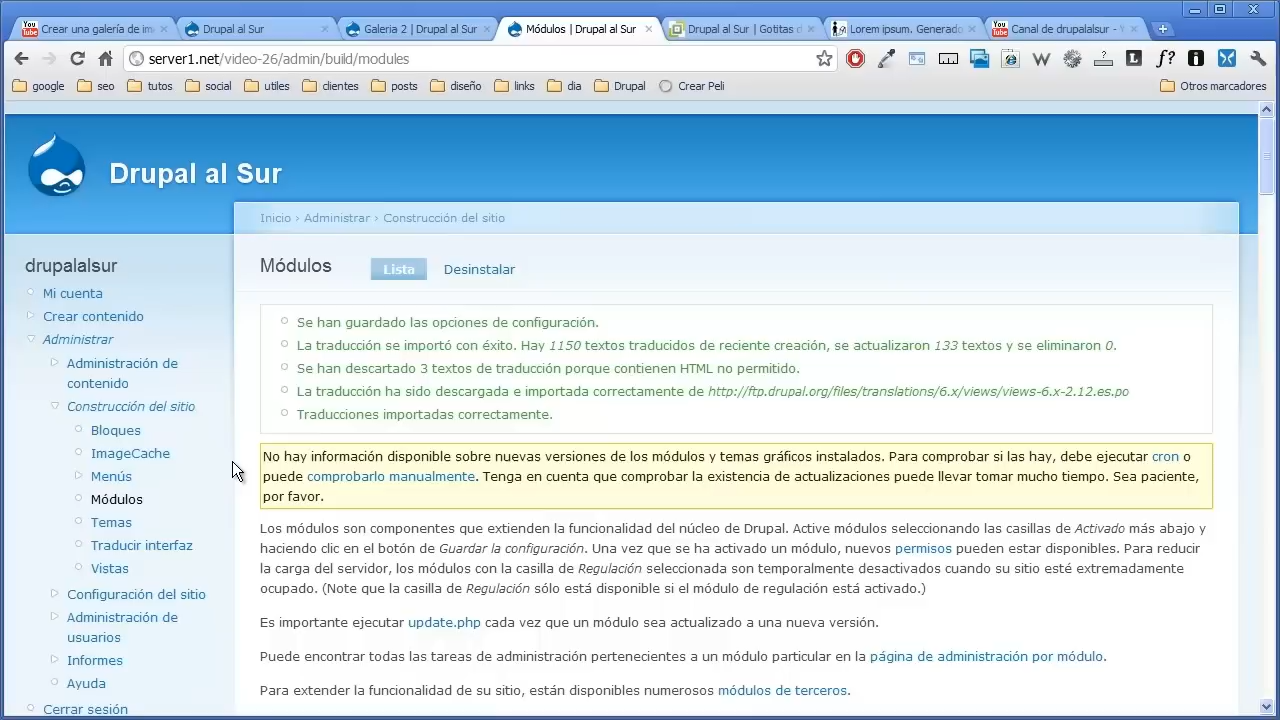 Crear una galería de im
Drupal al Sur
Galeria 2 | Drupal al Sur
Módulos | Drupal al Sur
Drupal al Sur | Gotitas d
Lorem ipsum. Generado
Canal de drupalalsur -
server1.net/video-26/admin/build/modules
google seo tutos social utiles clientes posts diseño links dia Drupal Crear Peli Otros marcadores
Drupal al Sur
Inicio › Administrar › Construcción del sitio
drupalalsur
Mi cuenta
Crear contenido
Administrar
Administración de
contenido
Construcción del sitio
Bloques
ImageCache
Menús
Módulos
Temas
Traducir interfaz
Vistas
Configuración del sitio
Administración de
usuarios
Informes
Ayuda
Cerrar sesión
Módulos Lista Desinstalar
Se han guardado las opciones de configuración.
La traducción se importó con éxito. Hay 1150 textos traducidos de reciente creación, se actualizaron 133 textos y se eliminaron 0.
Se han descartado 3 textos de traducción porque contienen HTML no permitido.
La traducción ha sido descargada e importada correctamente de http://ftp.drupal.org/files/translations/6.x/views/views-6.x-2.12.es.po
Traducciones importadas correctamente.
No hay información disponible sobre nuevas versiones de los módulos y temas gráficos instalados. Para comprobar si las hay, debe ejecutar cron o
puede comprobarlo manualmente. Tenga en cuenta que comprobar la existencia de actualizaciones puede llevar tomar mucho tiempo. Sea paciente,
por favor.
Los módulos son componentes que extienden la funcionalidad del núcleo de Drupal. Active módulos seleccionando las casillas de Activado más abajo y
haciendo clic en el botón de Guardar la configuración. Una vez que se ha activado un módulo, nuevos permisos pueden estar disponibles. Para reducir
la carga del servidor, los módulos con la casilla de Regulación seleccionada son temporalmente desactivados cuando su sitio esté extremadamente
ocupado. (Note que la casilla de Regulación sólo está disponible si el módulo de regulación está activado.)
Es importante ejecutar update.php cada vez que un módulo sea actualizado a una nueva versión.
Puede encontrar todas las tareas de administración pertenecientes a un módulo particular en la página de administración por módulo.
Para extender la funcionalidad de su sitio, están disponibles numerosos módulos de terceros.